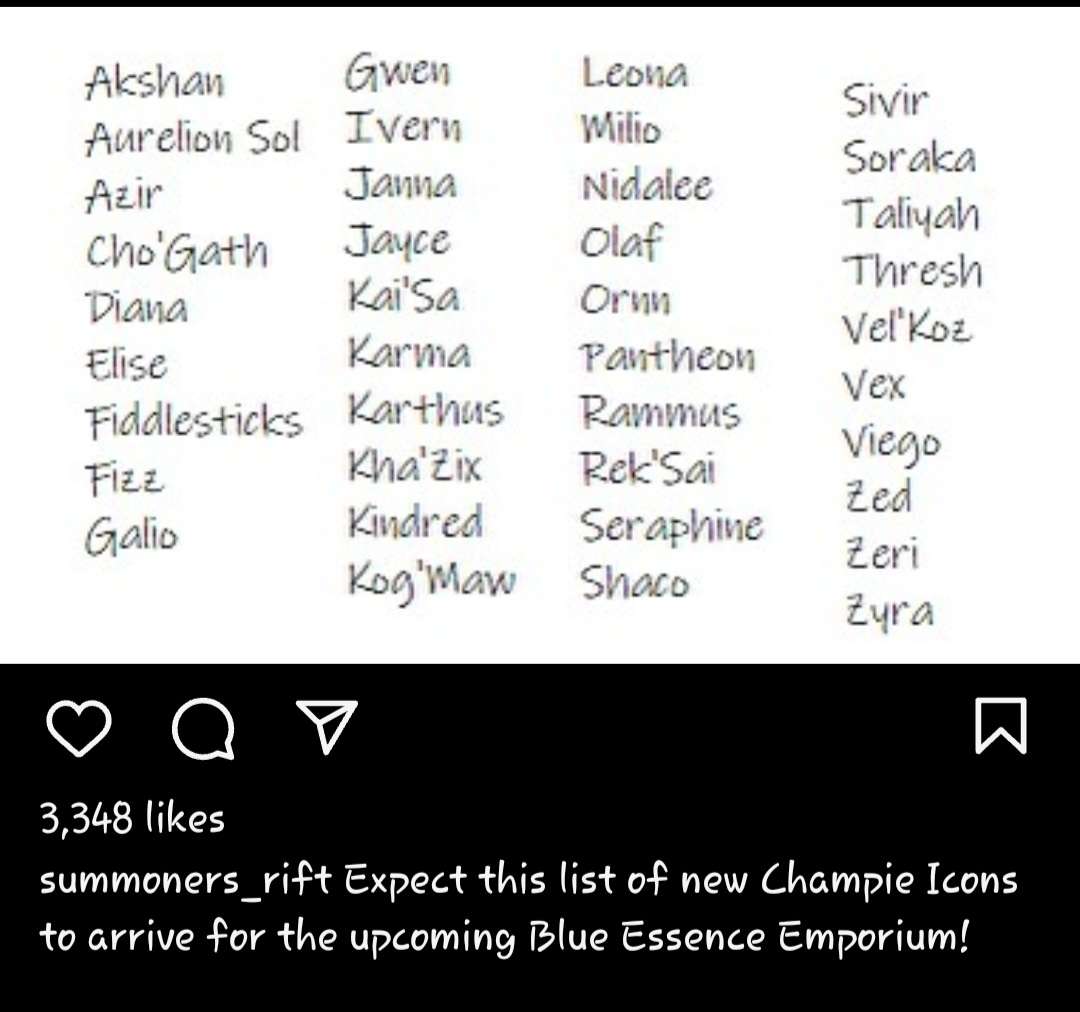 Akshan
Aurelion Sol
Azir
Cho'Gath
Diana
Elise
Fiddlesticks
Fizz
Galio
Gwen
Ivern
Janna
Jayce
Kai'Sa
Karma
Karthus
Kha'Zix
Kindred
Kog'Maw
Leona
Milio
Nidalee
Olaf
Ornn
Pantheon
Rammus
Rek'Sai
Seraphine
Shaco
Sivir
Soraka
Taliyah
Thresh
Vel'Koz
Vex
Viego
Zed
Zeri
Zyra
3,348 likes
summoners_rift Expect this list of new Champie Icons
to arrive for the upcoming Blue Essence Emporium!